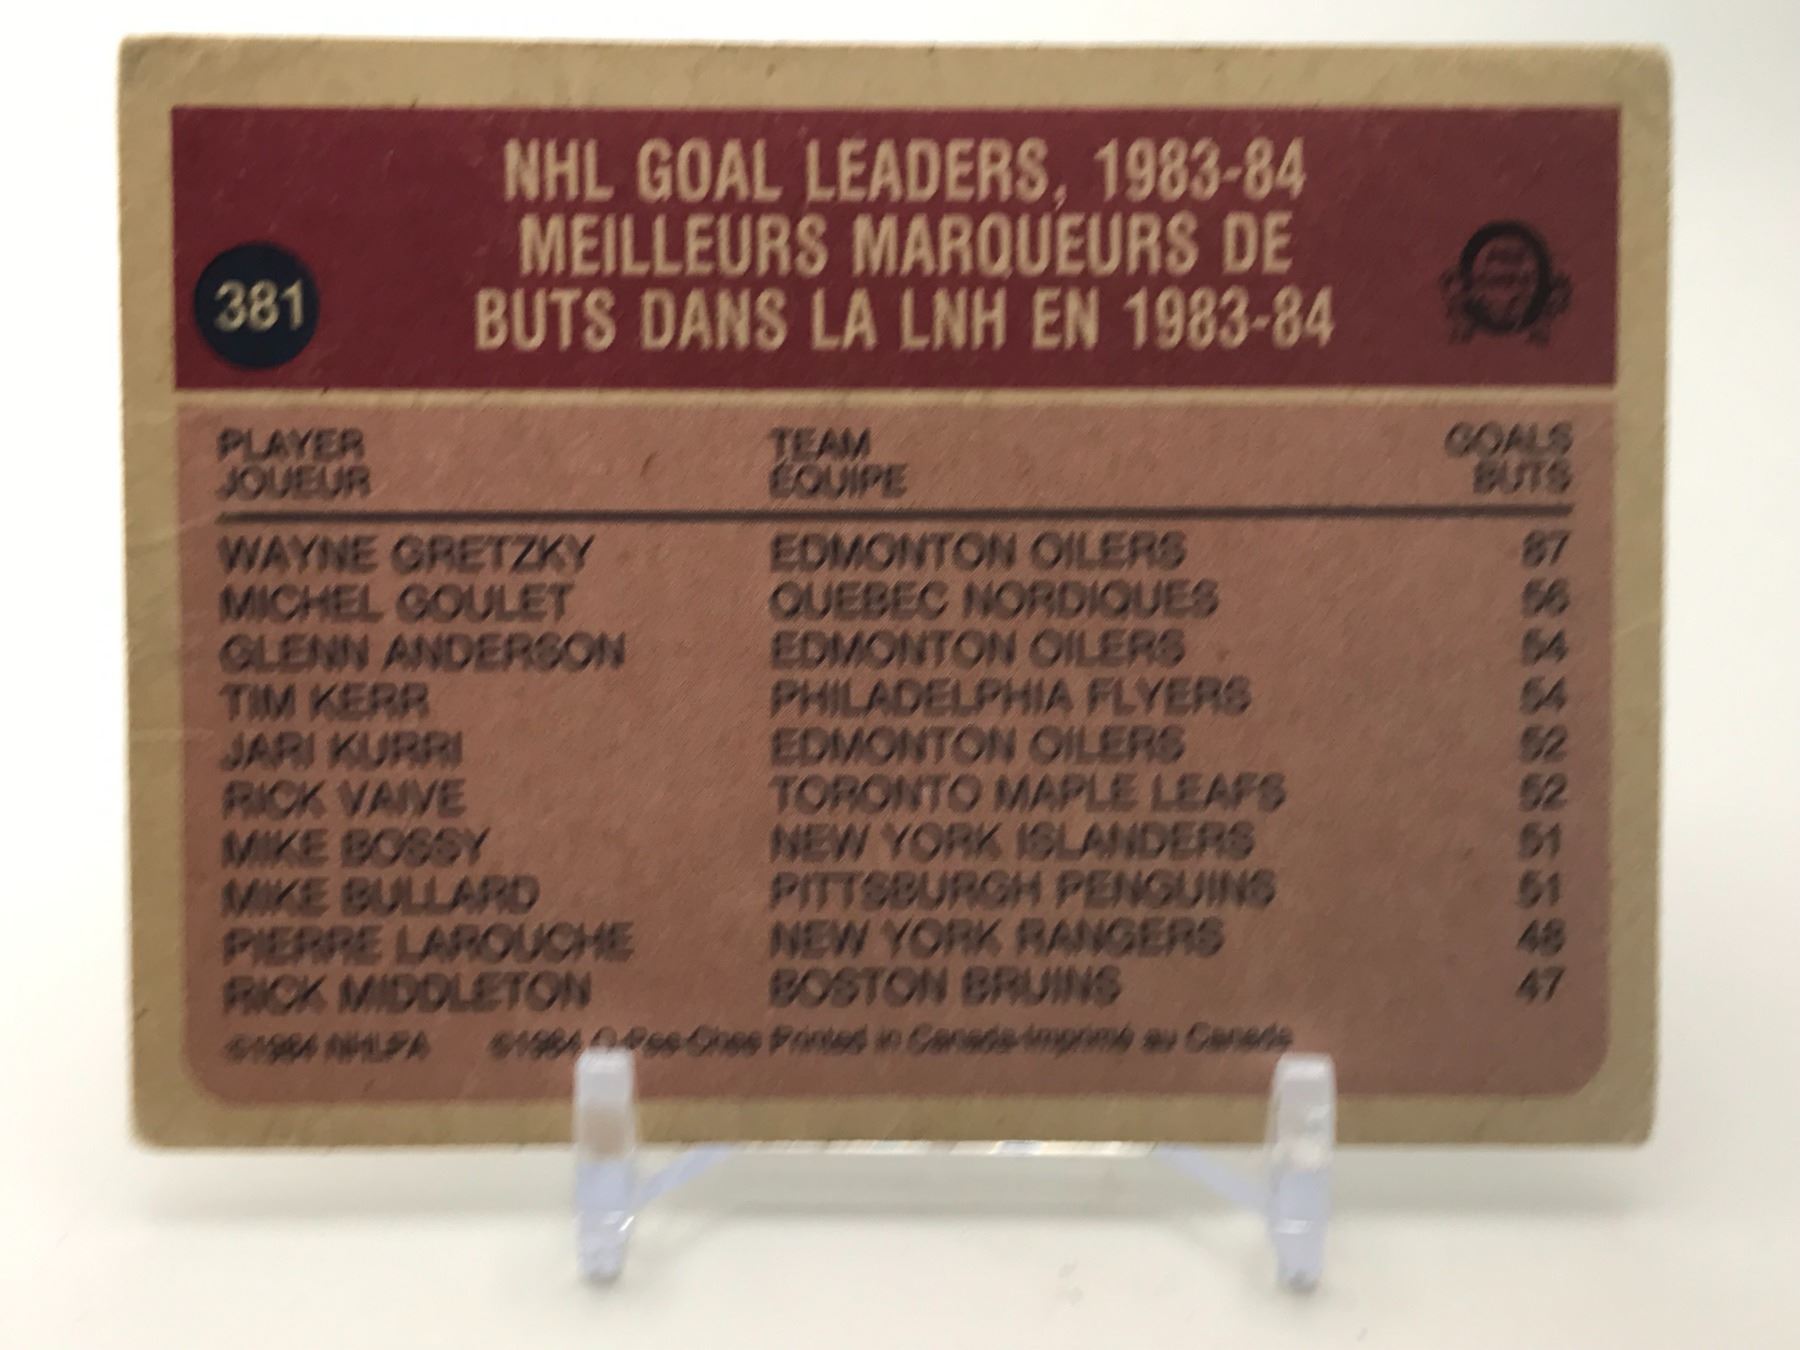 NHL GOAL LEADERS, 1983-84
MEILLEURS MARQUEURS DE
BUTS DANS LA LNH EN 1983-84
381
PLAYER TEAM GOALS
JOUEUR ÉQUIPE BUTS
WAYNE GRETZKY EDMONTON OILERS 87
MICHEL GOULET QUEBEC NORDIQUES 56
GLENN ANDERSON EDMONTON OILERS 54
TIM KERR PHILADELPHIA FLYERS 54
JARI KURRI EDMONTON OILERS 52
RICK VAIVE TORONTO MAPLE LEAFS 52
MIKE BOSSY NEW YORK ISLANDERS 51
MIKE BULLARD PITTSBURGH PENGUINS 51
PIERRE LAROUCHE NEW YORK RANGERS 48
RICK MIDDLETON BOSTON BRUINS 47
©1984 NHLPA ©1984 O-Pee-Chee Printed in Canada-Imprimé au Canada